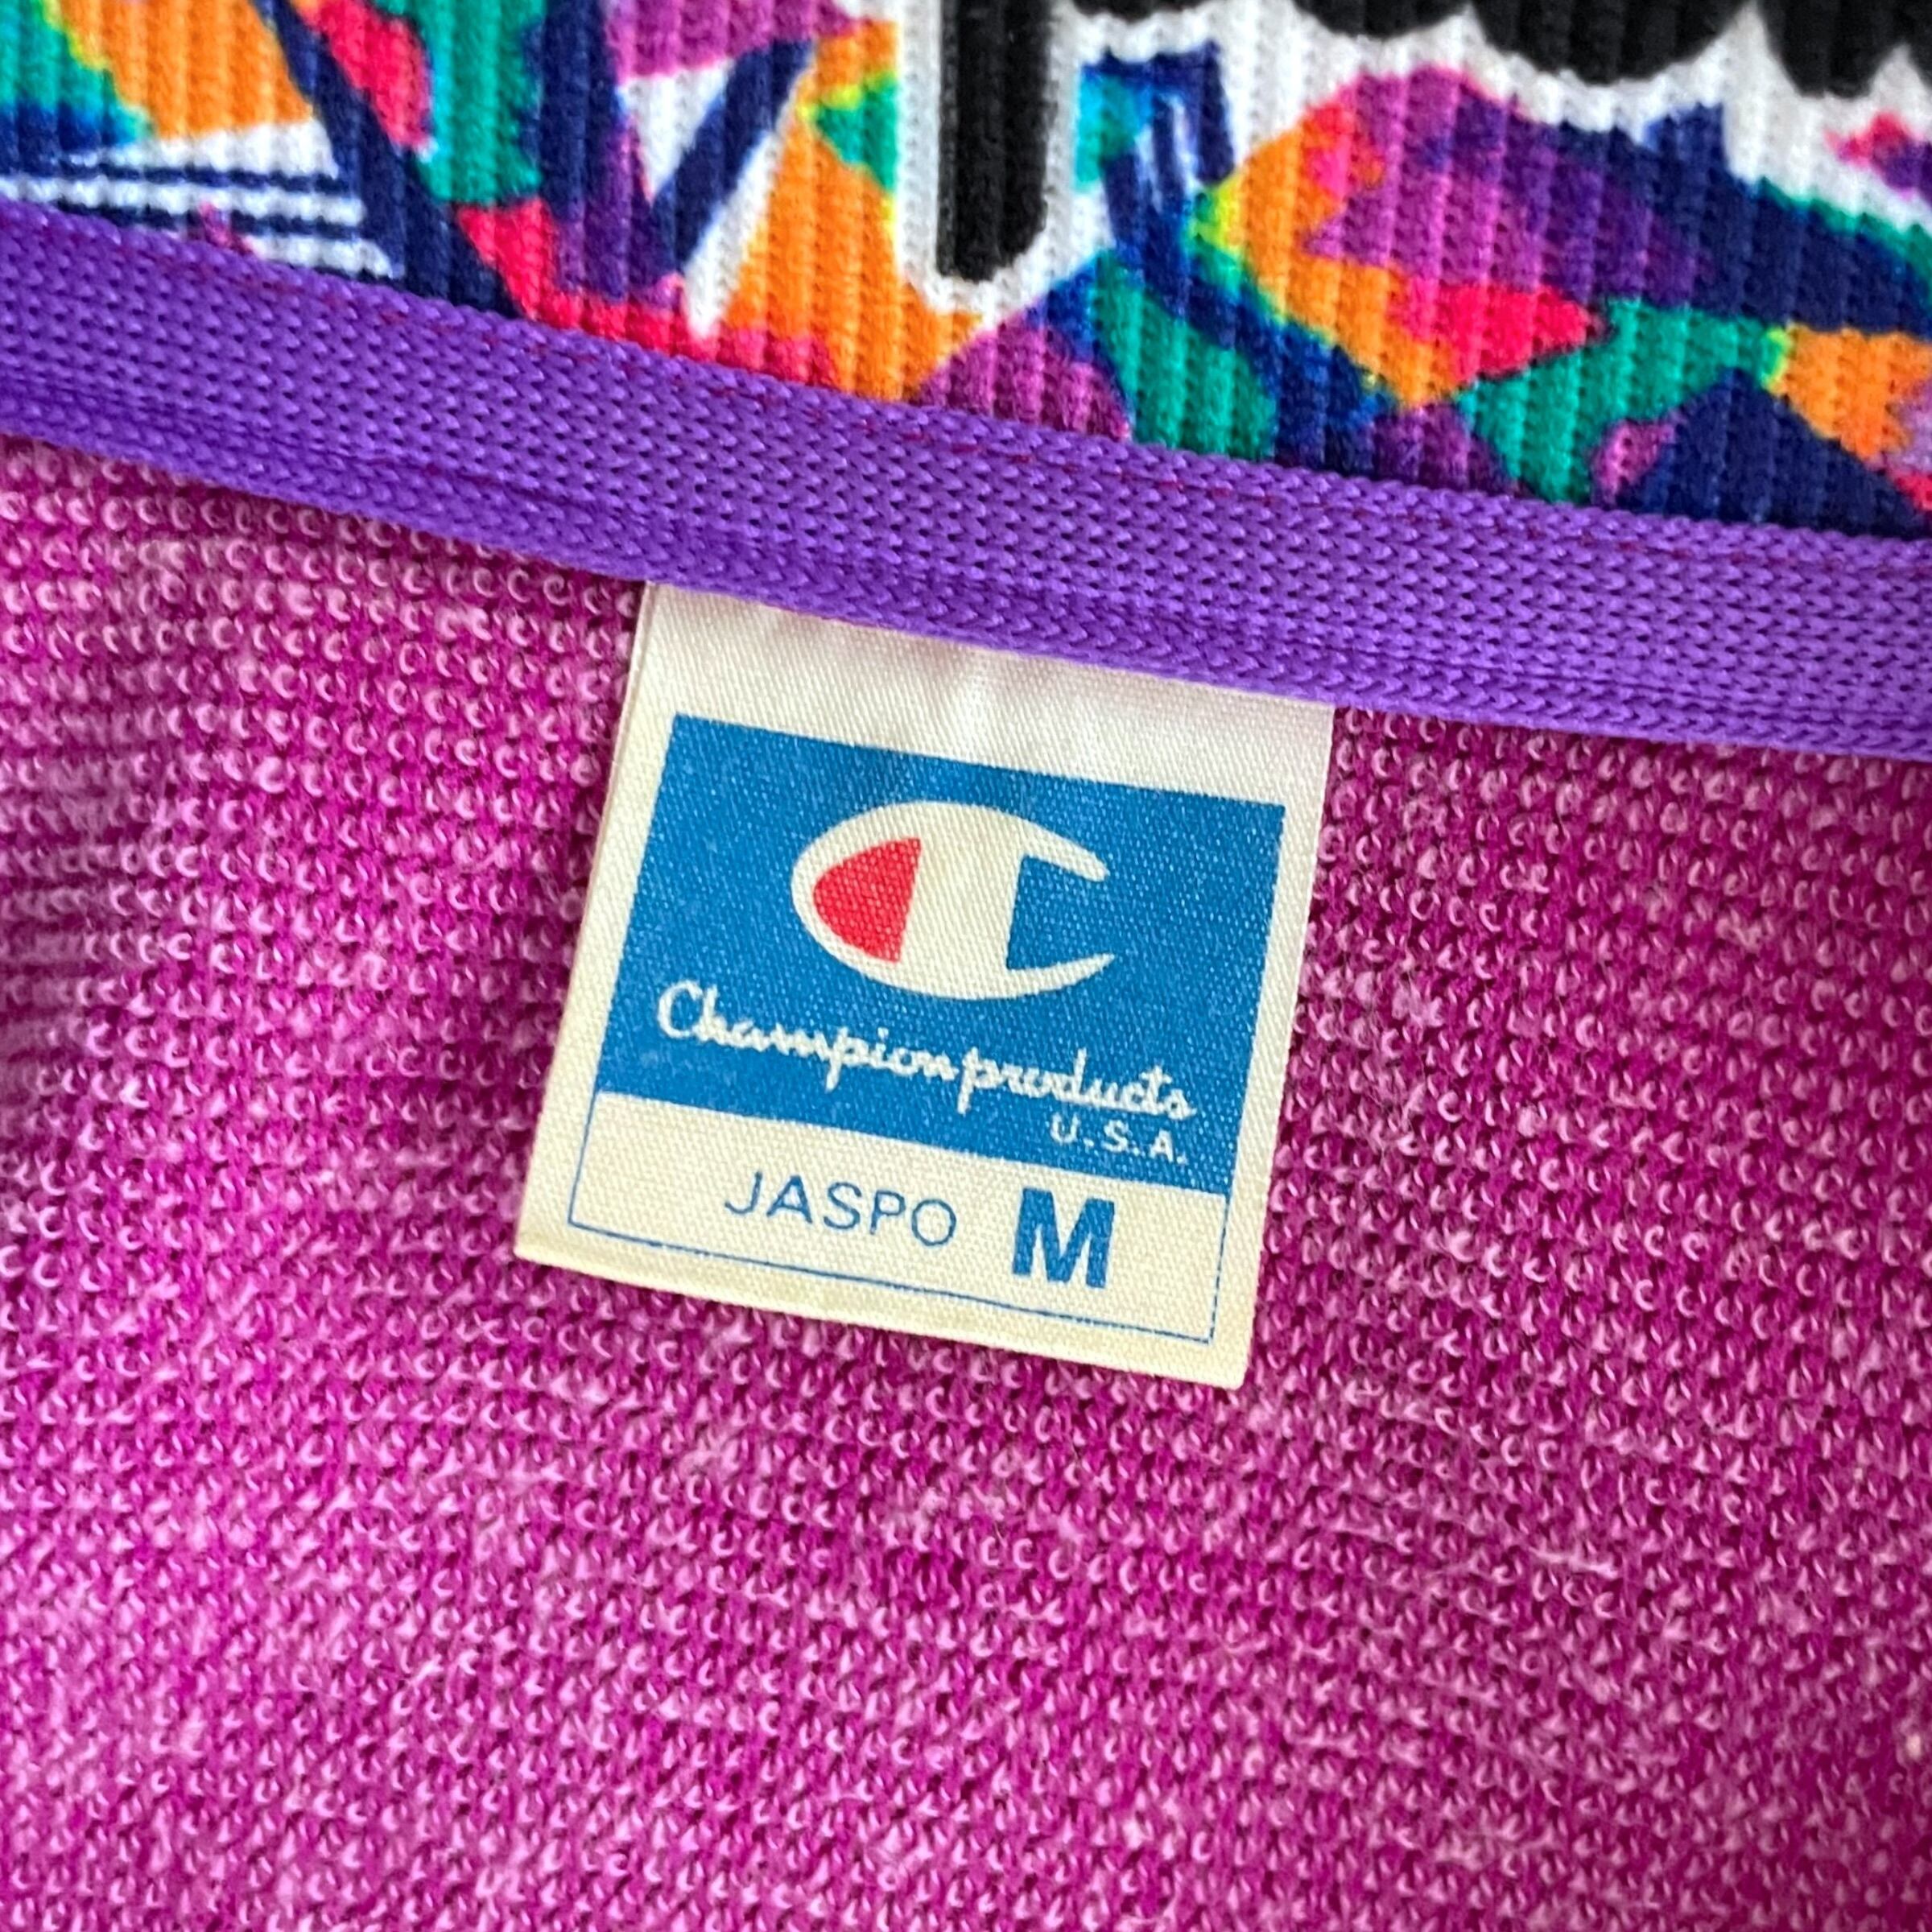 Champion products
U.S.A.
JASPO M